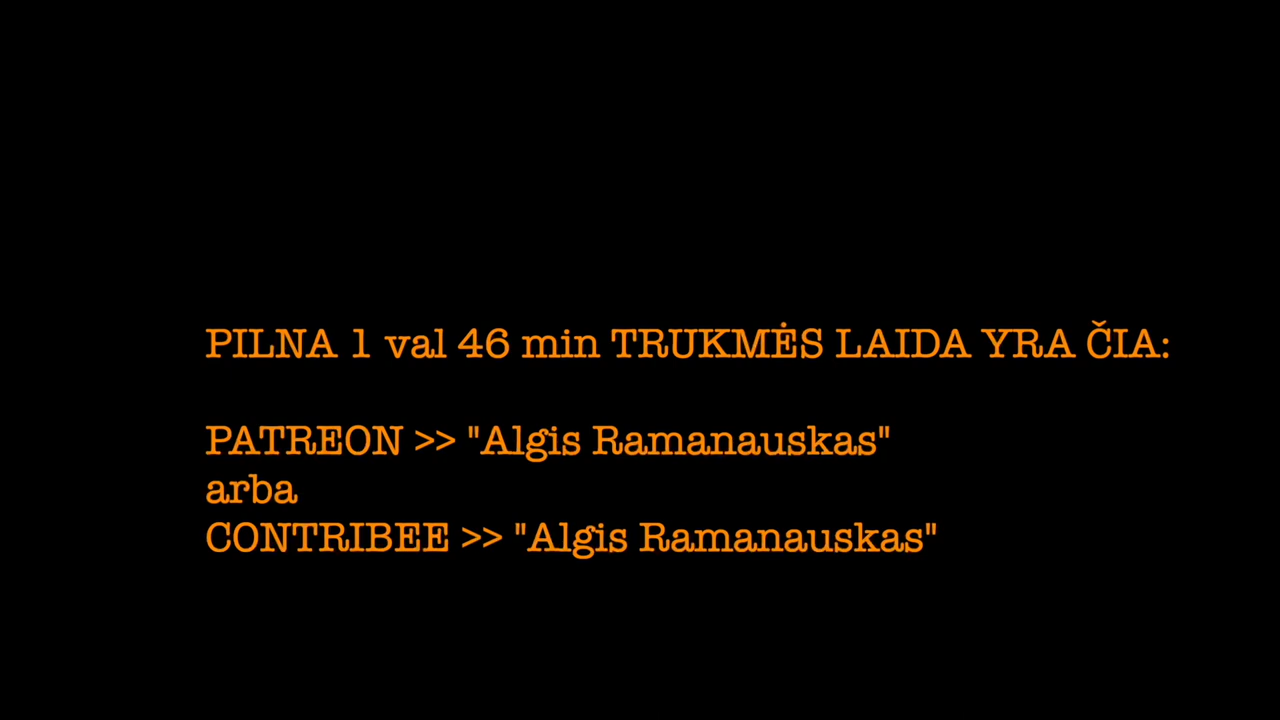 PILNA 1 val 46 min TRUKMĖS LAIDA YRA ČIA:
PATREON >> "Algis Ramanauskas"
arba
CONTRIBEE >> "Algis Ramanauskas"